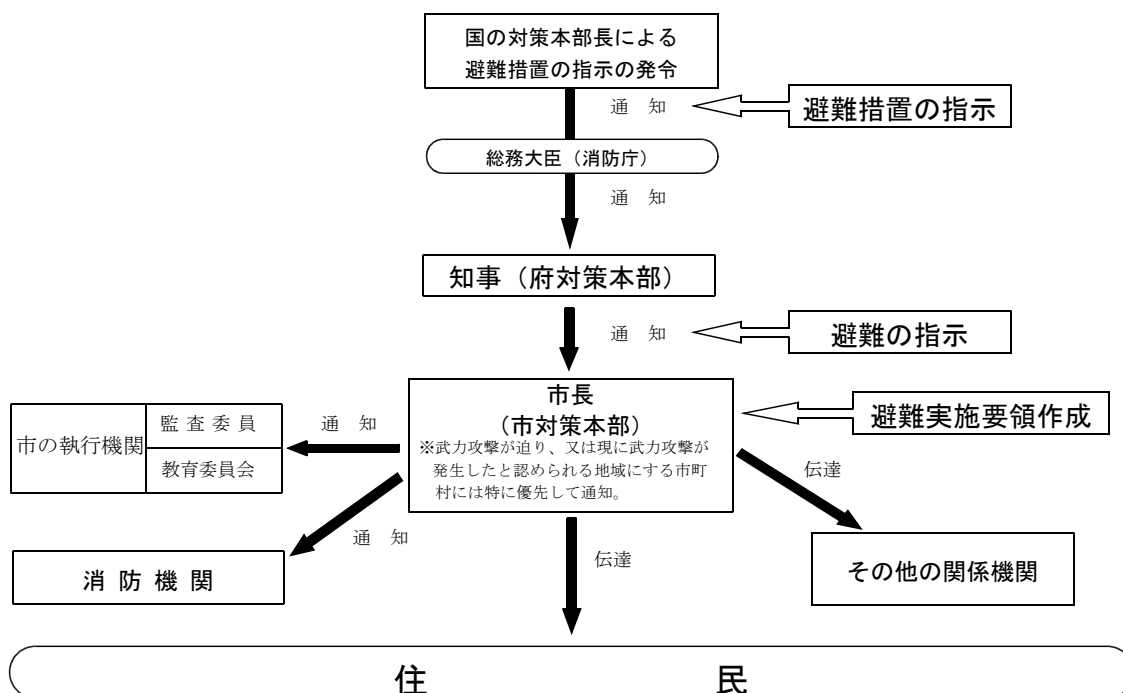 国の対策本部長による
避難措置の指示の発令
通　知
避難措置の指示
総務大臣（消防庁）
通　知
知事（府対策本部）
通　知
避難の指示
市長
（市対策本部）
※武力攻撃が迫り、又は現に武力攻撃が
発生したと認められる地域にする市町
村には特に優先して通知。
避難実施要領作成
市の執行機関
監 査 委 員
教育委員会
通　知
伝達
通　知
消 防 機 関
伝達
その他の関係機関
住　民